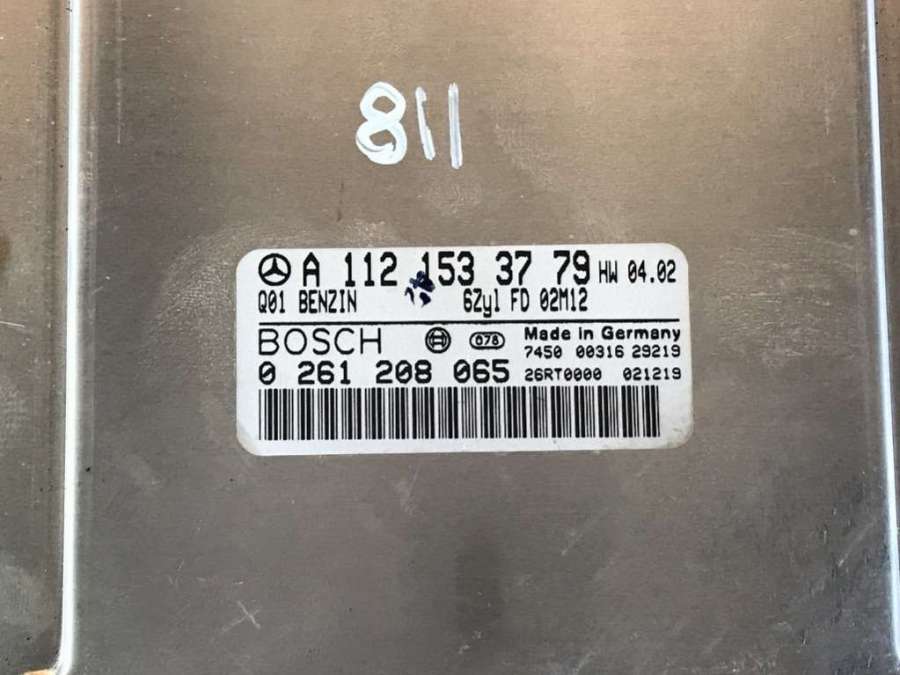 811
A 112 153 37 79 HW 04.02
Q01 BENZIN 6Zyl FD 02M12
BOSCH 078 Made in Germany
7450 00316 29219
0 261 208 065 26RT0000 021219